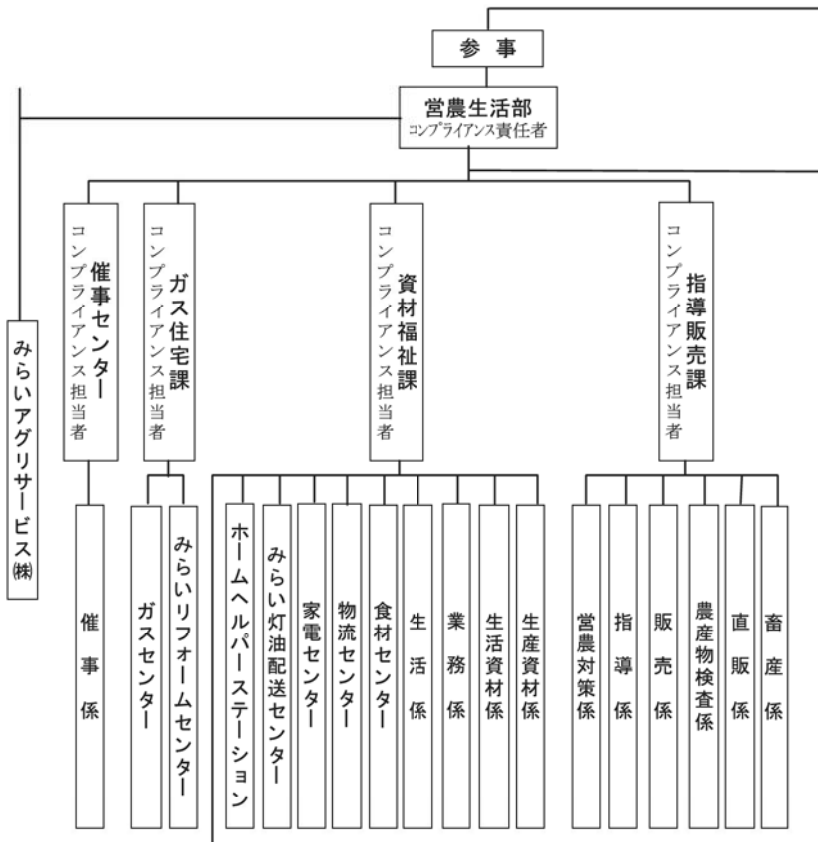 参事
営農生活部
コンプライアンス責任者
指導販売課
コンプライアンス担当者
資材福祉課
コンプライアンス担当者
ガス住宅課
コンプライアンス担当者
催事センター
コンプライアンス担当者
みらいアグリサービス㈱
畜産係
直販係
農産物検査係
販売係
指導係
営農対策係
生産資材係
生活資材係
業務係
生活係
食材センター
物流センター
家電センター
みらい灯油配送センター
ホームヘルパーステーション
みらいリフォームセンター
ガスセンター
催事係